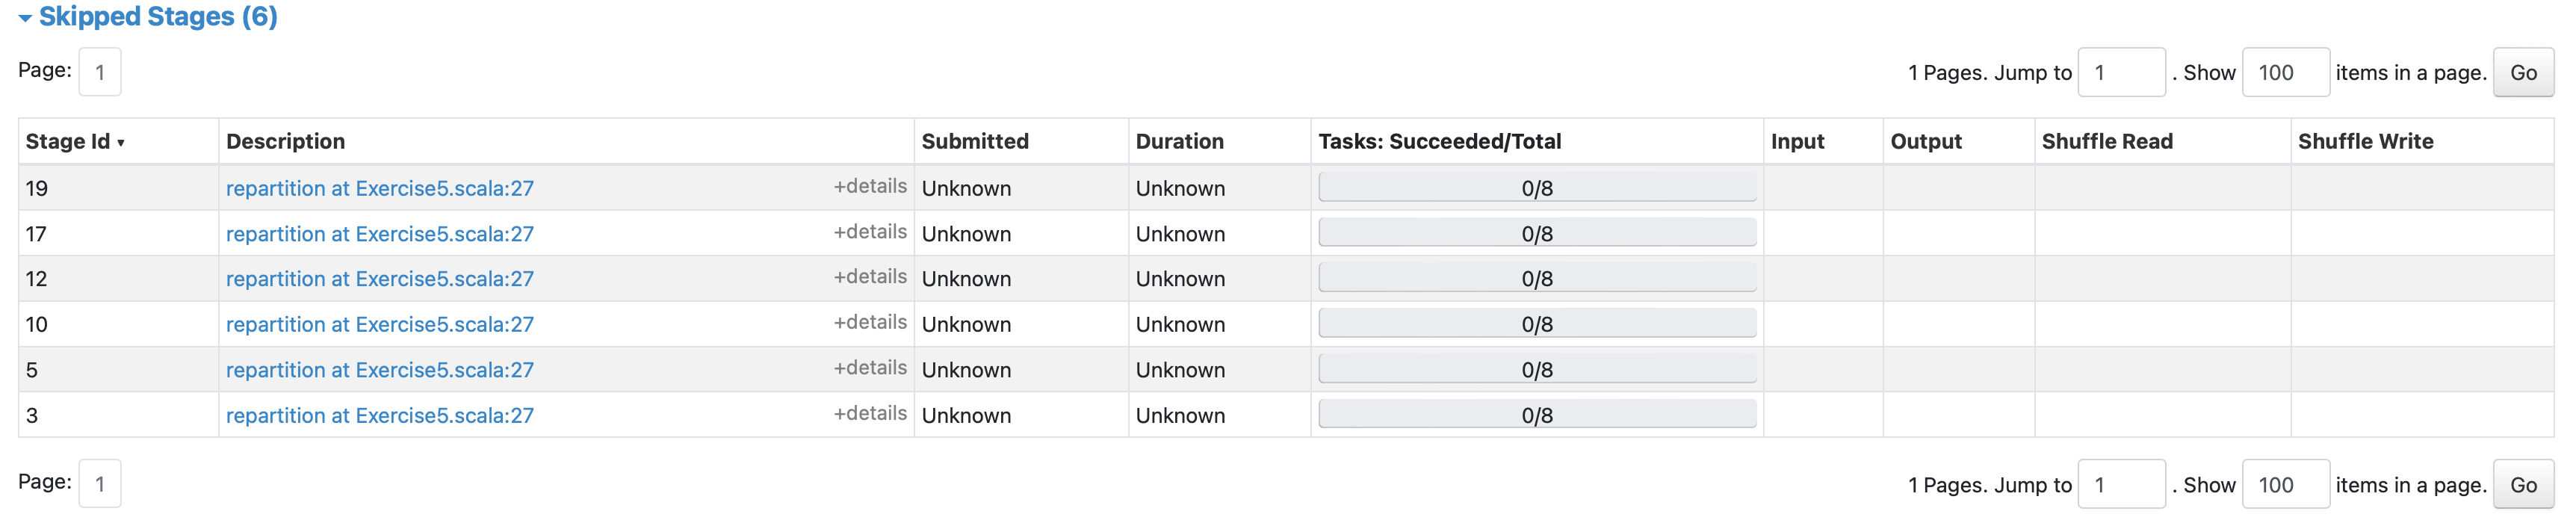 Skipped Stages (6)
Page: 1
1 Pages. Jump to 1 . Show 100 items in a page. Go
Stage Id Description Submitted Duration Tasks: Succeeded/Total Input Output Shuffle Read Shuffle Write
19 repartition at Exercise5.scala:27 +details Unknown Unknown 0/8
17 repartition at Exercise5.scala:27 +details Unknown Unknown 0/8
12 repartition at Exercise5.scala:27 +details Unknown Unknown 0/8
10 repartition at Exercise5.scala:27 +details Unknown Unknown 0/8
5 repartition at Exercise5.scala:27 +details Unknown Unknown 0/8
3 repartition at Exercise5.scala:27 +details Unknown Unknown 0/8
Page: 1
1 Pages. Jump to 1 . Show 100 items in a page. Go